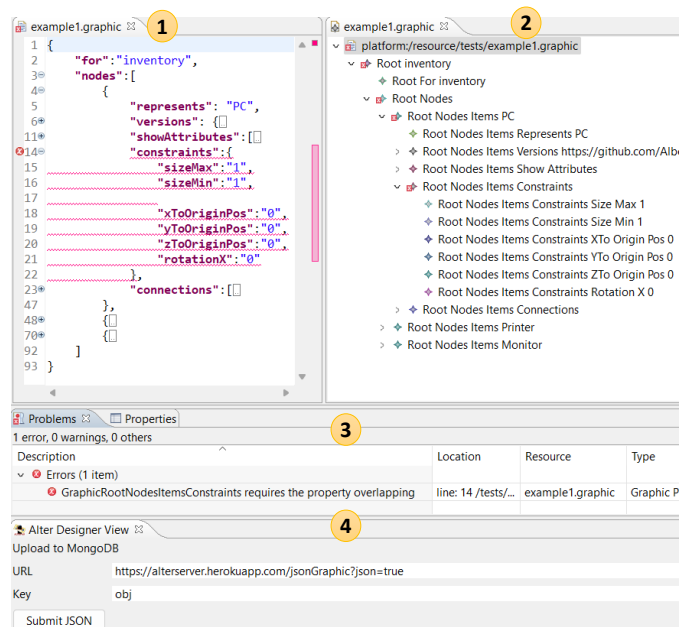 example1.graphic
1
1 {
2 "for":"inventory",
3 "nodes":[
4 {
5 "represents": "PC",
6 "versions": {
11 "showAttributes":[
14 "constraints":{
15 "sizeMax":"1",
16 "sizeMin":"1",
17
18 "xToOriginPos":"0",
19 "yToOriginPos":"0",
20 "zToOriginPos":"0",
21 "rotationX":"0"
22 },
23 "connections":[
47 },
48 {
70 {
92 ]
93 }
example1.graphic
2
platform:/resource/tests/example1.graphic
Root inventory
Root For inventory
Root Nodes
Root Nodes Items PC
Root Nodes Items Represents PC
Root Nodes Items Versions https://github.com/Albe
Root Nodes Items Show Attributes
Root Nodes Items Constraints
Root Nodes Items Constraints Size Max 1
Root Nodes Items Constraints Size Min 1
Root Nodes Items Constraints XTo Origin Pos 0
Root Nodes Items Constraints YTo Origin Pos 0
Root Nodes Items Constraints ZTo Origin Pos 0
Root Nodes Items Constraints Rotation X 0
Root Nodes Items Connections
Root Nodes Items Printer
Root Nodes Items Monitor
Problems Properties
3
1 error, 0 warnings, 0 others
Description Location Resource Type
Errors (1 item)
GraphicRootNodesItemsConstraints requires the property overlapping line: 14 /tests/... example1.graphic Graphic P
Alter Designer View
4
Upload to MongoDB
URL https://alterserver.herokuapp.com/jsonGraphic?json=true
Key obj
Submit JSON